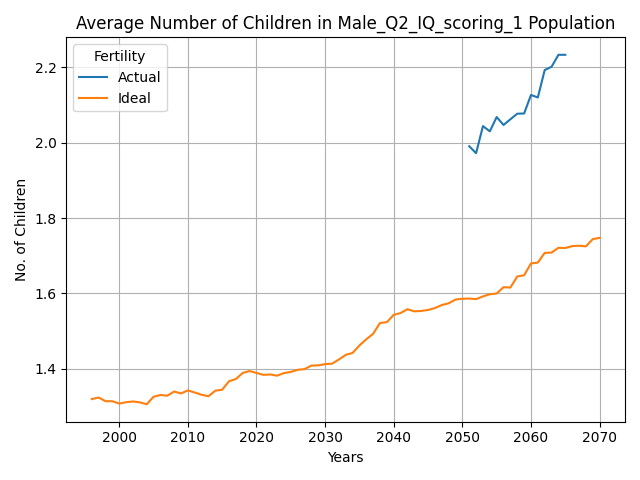 Average Number of Children in Male_Q2_IQ_scoring_1 Population
Fertility
Actual
Ideal
No. of Children
2.2
2.0
1.8
1.6
1.4
2000 2010 2020 2030 2040 2050 2060 2070
Years